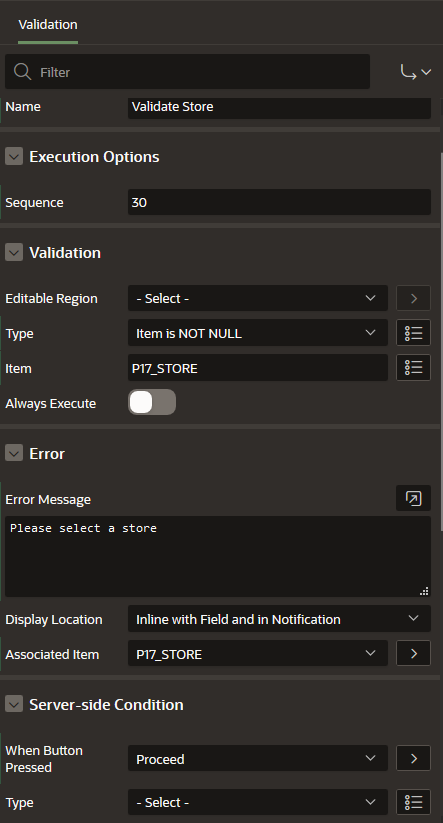 Validation
Filter
Name Validate Store
Execution Options
Sequence 30
Validation
Editable Region - Select -
Type Item is NOT NULL
Item P17_STORE
Always Execute
Error
Error Message
Please select a store
Display Location Inline with Field and in Notification
Associated Item P17_STORE
Server-side Condition
When Button
Pressed Proceed
Type - Select -